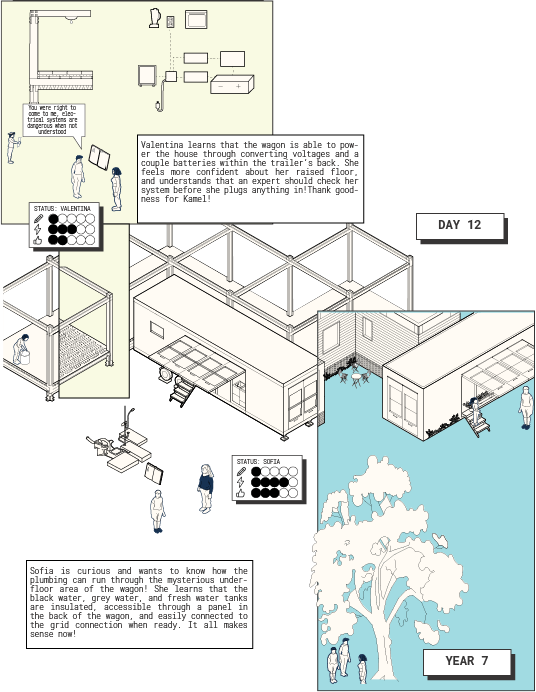 You were right to
come to me, elec-
trical systems are
dangerous when not
understood
Valentina learns that the wagon is able to pow-
er the house through converting voltages and a
couple batteries within the trailer's back. She
feels more confident about her raised floor,
and understands that an expert should check her
system before she plugs anything in!Thank good-
ness for Kamel!
STATUS: VALENTINA
DAY 12
STATUS: SOFIA
Sofia is curious and wants to know how the
plumbing can run through the mysterious under-
floor area of the wagon! She learns that the
black water, grey water, and fresh water tanks
are insulated, accessible through a panel in
the back of the wagon, and easily connected to
the grid connection when ready. It all makes
sense now!
YEAR 7